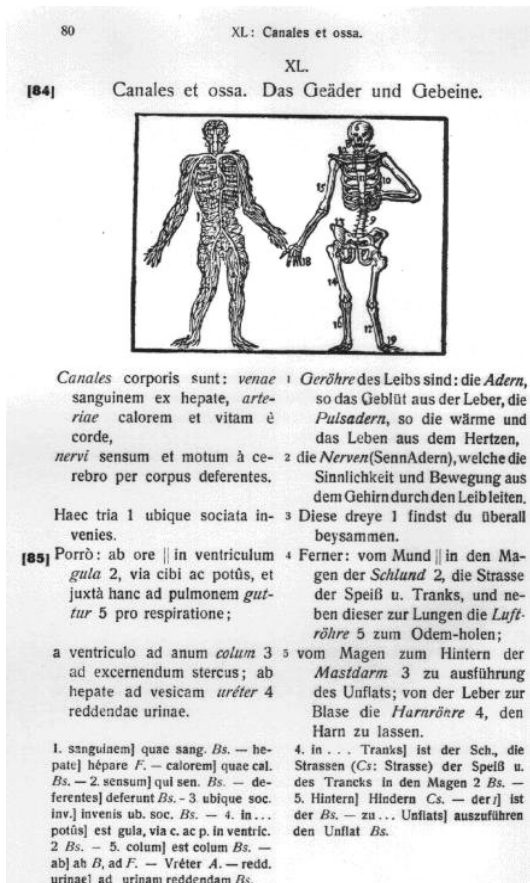 80
XL: Canales et ossa.
XL.
[84]
Canales et ossa. Das Geäder und Gebeine.
1
15
11
10
13
9
18
14
16
17
19
Canales corporis sunt: venae
sanguinem ex hepate, arte-
riae calorem et vitam è
corde,
nervi sensum et motum à ce-
rebro per corpus deferentes.
Haec tria 1 ubique sociata in-
venies.
[85] Porrò: ab ore || in ventriculum
gula 2, via cibi ac potûs, et
juxtà hanc ad pulmonem gut-
tur 5 pro respiratione;
a ventriculo ad anum colum 3
ad excernendum stercus; ab
hepate ad vesicam uréter 4
reddendae urinae.
1 Geröhre des Leibs sind: die Adern,
so das Geblüt aus der Leber, die
Pulsadern, so die wärme und
das Leben aus dem Hertzen,
2 die Nerven (SennAdern), welche die
Sinnlichkeit und Bewegung aus
dem Gehirn durch den Leib leiten.
3 Diese dreye 1 findst du überall
beysammen.
4 Ferner: vom Mund || in den Ma-
gen der Schlund 2, die Strasse
der Speiß u. Tranks, und ne-
ben dieser zur Lungen die Luft-
röhre 5 zum Odem-holen;
5 vom Magen zum Hintern der
Mastdarm 3 zu ausführung
des Unflats; von der Leber zur
Blase die Harnröhre 4, den
Harn zu lassen.
1. sanguinem] quae sang. Bs. — he-
pate] hépare F. — calorem] quae cal.
Bs. — 2. sensum] qui sen. Bs. — de-
ferentes] deferunt Bs. - 3 ubique soc.
inv.] invenis ub. soc. Bs. — 4. in...
potûs] est gula, via c. ac p. in ventric.
2 Bs. - 5. colum] est colum Bs. —
ab] ah B, ad F. — Vréter A. — redd.
urinae] ad urinam reddendam Bs.
4. in . . . Tranks] ist der Sch., die
Strassen (Cs: Strasse) der Speiß u.
des Trancks in den Magen 2 Bs. —
5. Hintern] Hindern Cs. — der] ist
der Bs. — zu ... Unflats] auszuführen
den Unflat Bs.